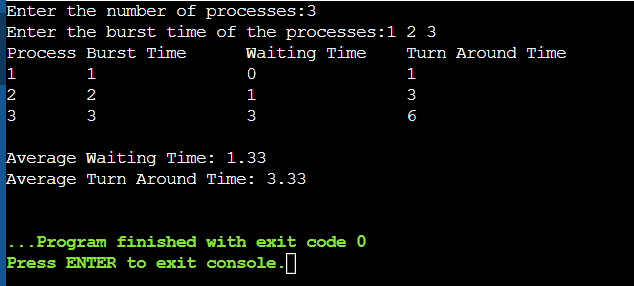 Enter the number of processes:3
Enter the burst time of the processes:1 2 3
Process Burst Time      Waiting Time    Turn Around Time
1       1               0               1
2       2               1               3
3       3               3               6
Average Waiting Time: 1.33
Average Turn Around Time: 3.33
...Program finished with exit code 0
Press ENTER to exit console.